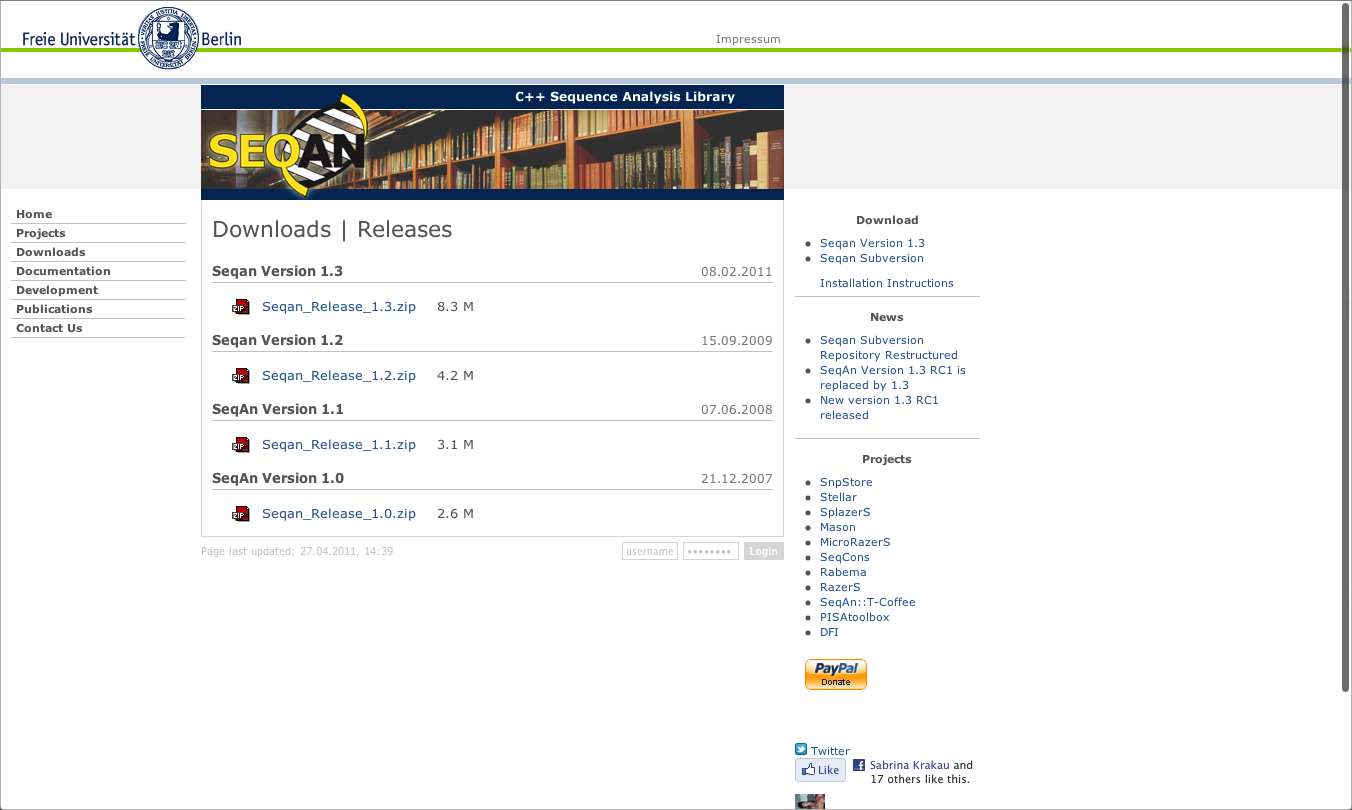 Freie Universität Berlin
Impressum
C++ Sequence Analysis Library
SEQAN
Home
Projects
Downloads
Documentation
Development
Publications
Contact Us
Downloads | Releases
Seqan Version 1.3 08.02.2011
ZIP Seqan_Release_1.3.zip 8.3 M
Seqan Version 1.2 15.09.2009
ZIP Seqan_Release_1.2.zip 4.2 M
SeqAn Version 1.1 07.06.2008
ZIP Seqan_Release_1.1.zip 3.1 M
SeqAn Version 1.0 21.12.2007
ZIP Seqan_Release_1.0.zip 2.6 M
Page last updated: 27.04.2011, 14:39
username •••••••• Login
Download
Seqan Version 1.3
Seqan Subversion
Installation Instructions
News
Seqan Subversion
Repository Restructured
SeqAn Version 1.3 RC1 is
replaced by 1.3
New version 1.3 RC1
released
Projects
SnpStore
Stellar
SplazerS
Mason
MicroRazerS
SeqCons
Rabema
RazerS
SeqAn::T-Coffee
PISAtoolbox
DFI
PayPal
Donate
Twitter
Like
Sabrina Krakau and
17 others like this.